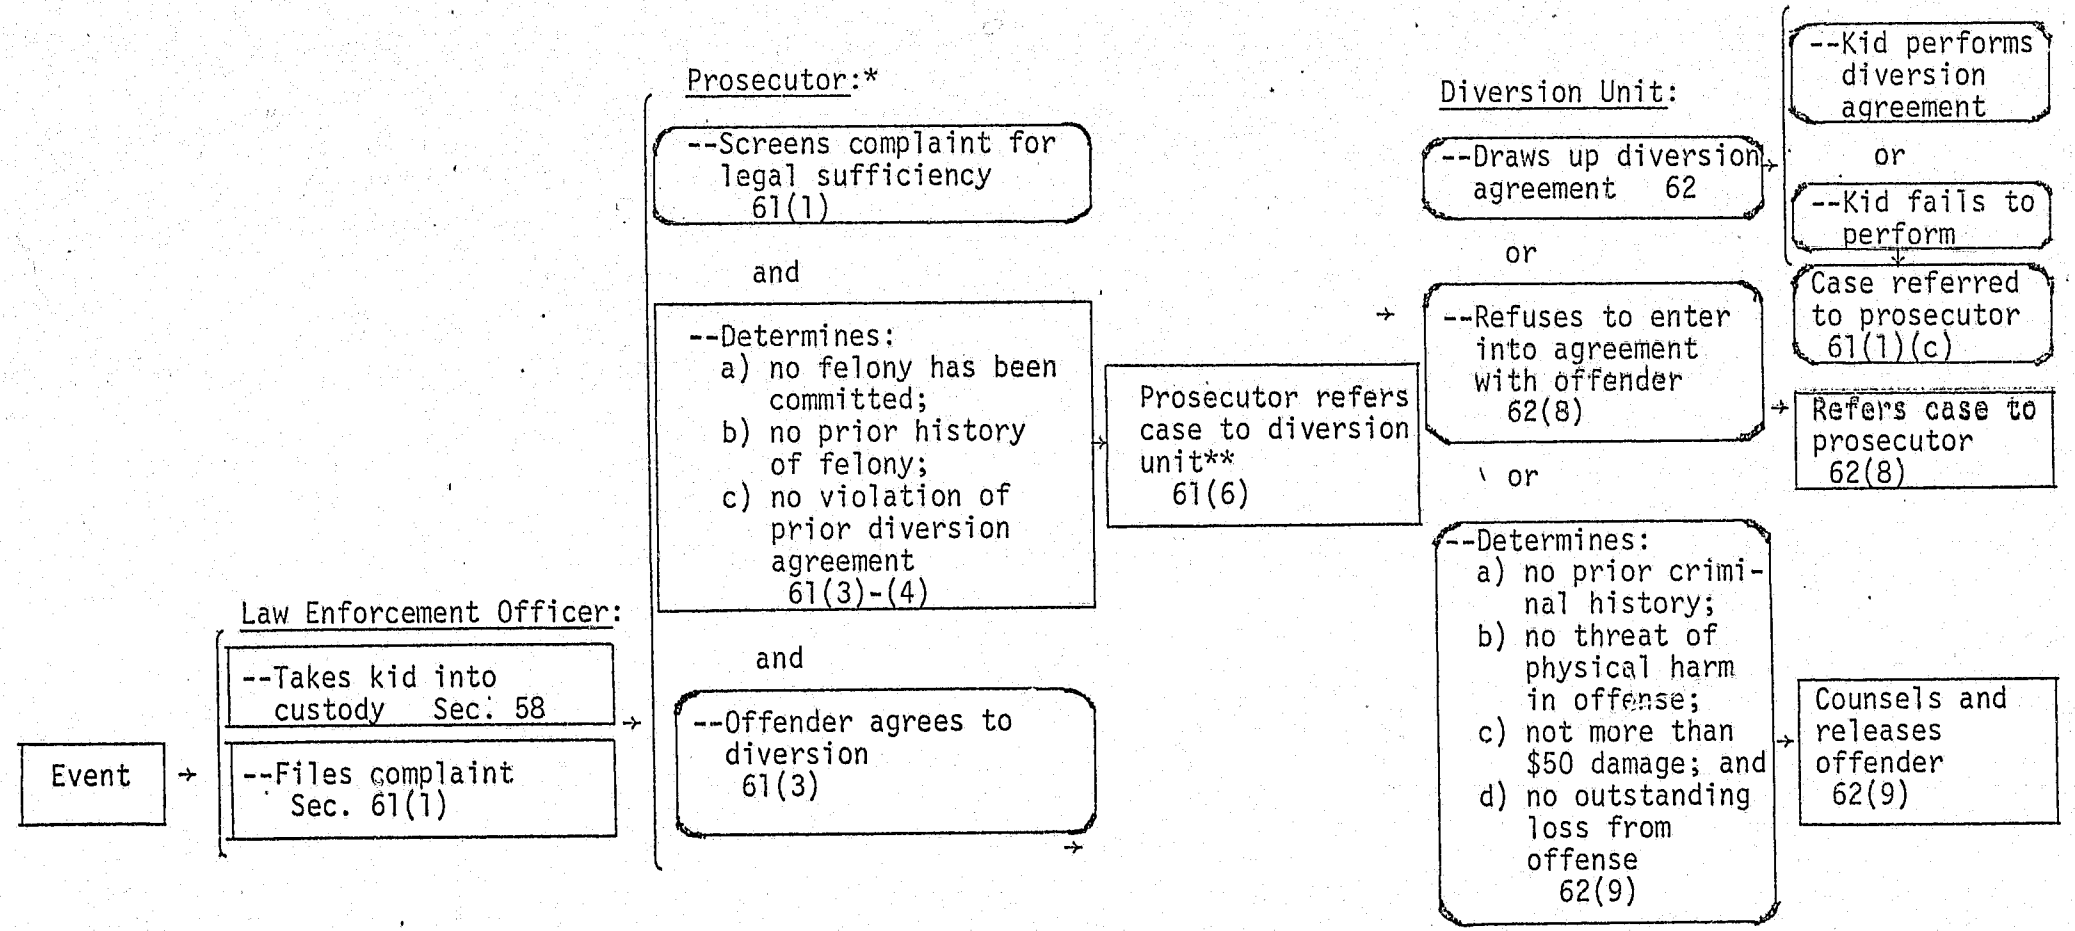 Event
Law Enforcement Officer:
--Takes kid into
custody Sec. 58
--Files complaint
Sec. 61(1)
Prosecutor:*
--Screens complaint for
legal sufficiency
61(1)
and
--Determines:
a) no felony has been
committed;
b) no prior history
of felony;
c) no violation of
prior diversion
agreement
61(3)-(4)
and
--Offender agrees to
diversion
61(3)
Prosecutor refers
case to diversion
unit**
61(6)
Diversion Unit:
--Draws up diversion
agreement 62
or
--Refuses to enter
into agreement
with offender
62(8)
or
--Determines:
a) no prior crimi-
nal history;
b) no threat of
physical harm
in offense;
c) not more than
$50 damage; and
d) no outstanding
loss from
offense
62(9)
--Kid performs
diversion
agreement
or
--Kid fails to
perform
Case referred
to prosecutor
61(1)(c)
Refers case to
prosecutor
62(8)
Counsels and
releases
offender
62(9)